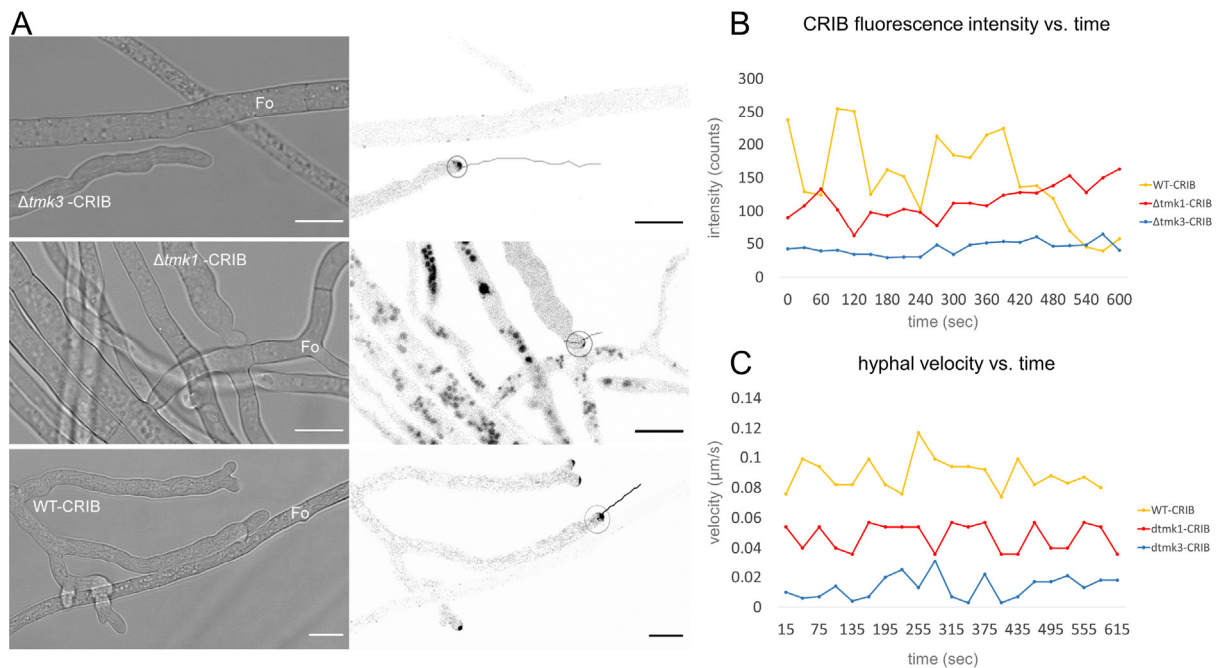 A
Fo
Δtmk3 -CRIB
Δtmk1 -CRIB
Fo
WT-CRIB
Fo
B
CRIB fluorescence intensity vs. time
intensity (counts)
300
250
200
150
100
50
0
0 60 120 180 240 300 360 420 480 540 600
time (sec)
WT-CRIB
Δtmk1-CRIB
Δtmk3-CRIB
C
hyphal velocity vs. time
velocity (µm/s)
0.14
0.12
0.1
0.08
0.06
0.04
0.02
0
15 75 135 195 255 315 375 435 495 555 615
time (sec)
WT-CRIB
dtmk1-CRIB
dtmk3-CRIB